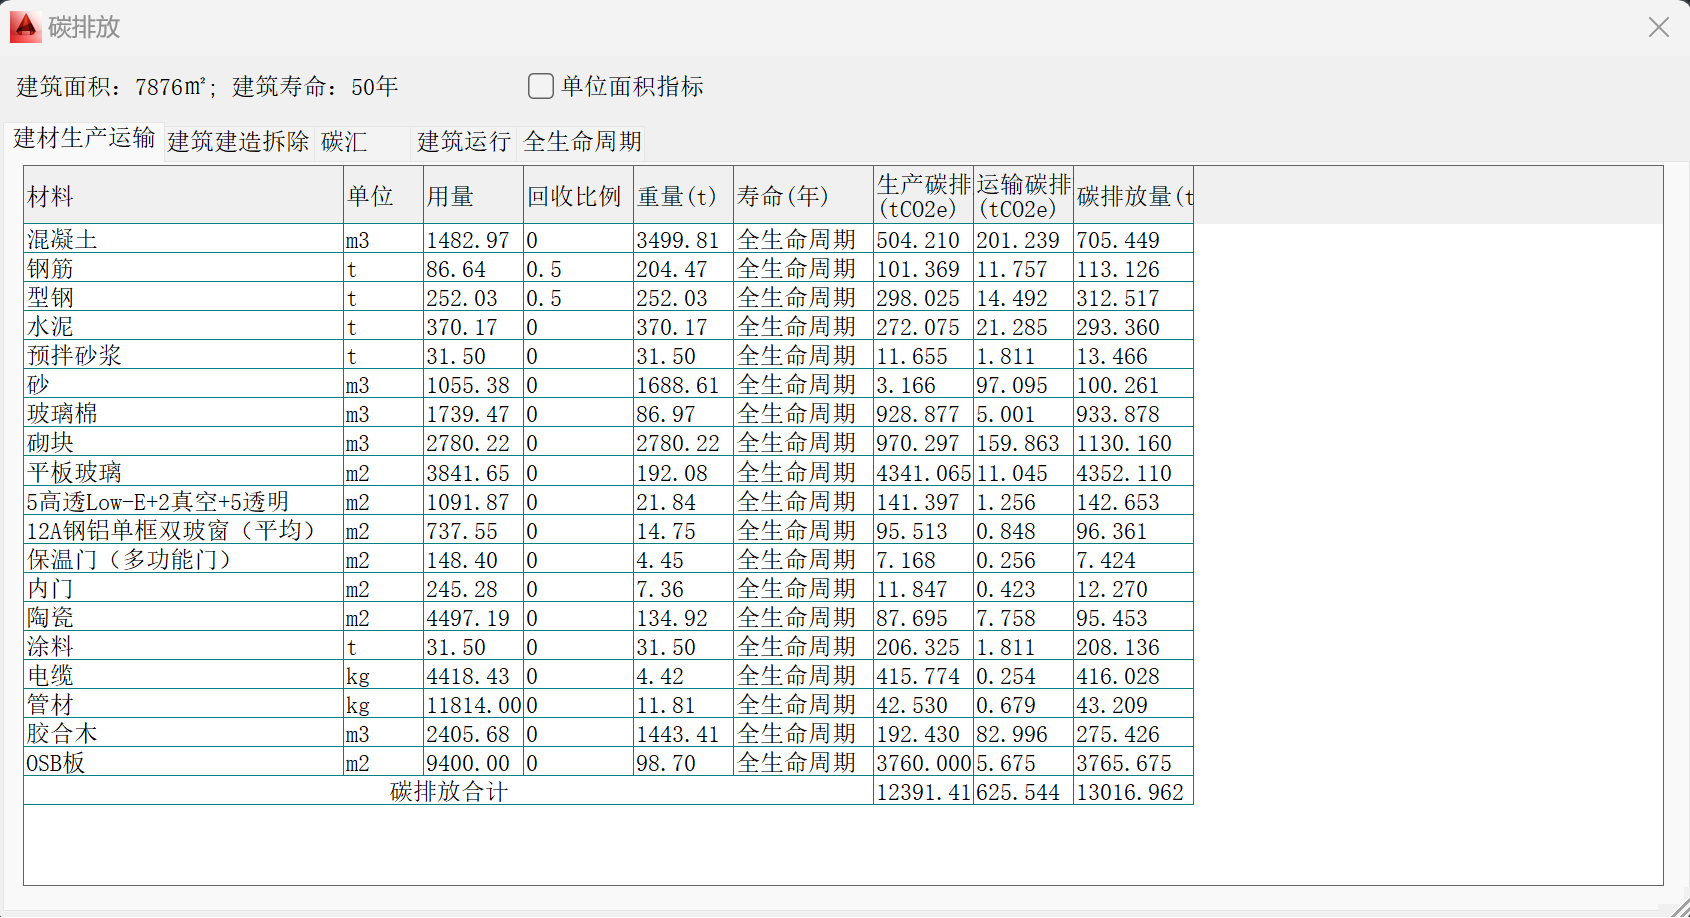 碳排放
建筑面积：7876㎡；建筑寿命：50年 单位面积指标
建材生产运输 建筑建造拆除 碳汇 建筑运行 全生命周期
材料 单位 用量 回收比例 重量(t) 寿命(年) 生产碳排(tCO2e) 运输碳排(tCO2e) 碳排放量(t
混凝土 m3 1482.97 0 3499.81 全生命周期 504.210 201.239 705.449
钢筋 t 86.64 0.5 204.47 全生命周期 101.369 11.757 113.126
型钢 t 252.03 0.5 252.03 全生命周期 298.025 14.492 312.517
水泥 t 370.17 0 370.17 全生命周期 272.075 21.285 293.360
预拌砂浆 t 31.50 0 31.50 全生命周期 11.655 1.811 13.466
砂 m3 1055.38 0 1688.61 全生命周期 3.166 97.095 100.261
玻璃棉 m3 1739.47 0 86.97 全生命周期 928.877 5.001 933.878
砌块 m3 2780.22 0 2780.22 全生命周期 970.297 159.863 1130.160
平板玻璃 m2 3841.65 0 192.08 全生命周期 4341.065 11.045 4352.110
5高透Low-E+2真空+5透明 m2 1091.87 0 21.84 全生命周期 141.397 1.256 142.653
12A钢铝单框双玻窗（平均） m2 737.55 0 14.75 全生命周期 95.513 0.848 96.361
保温门（多功能门） m2 148.40 0 4.45 全生命周期 7.168 0.256 7.424
内门 m2 245.28 0 7.36 全生命周期 11.847 0.423 12.270
陶瓷 m2 4497.19 0 134.92 全生命周期 87.695 7.758 95.453
涂料 t 31.50 0 31.50 全生命周期 206.325 1.811 208.136
电缆 kg 4418.43 0 4.42 全生命周期 415.774 0.254 416.028
管材 kg 11814.00 0 11.81 全生命周期 42.530 0.679 43.209
胶合木 m3 2405.68 0 1443.41 全生命周期 192.430 82.996 275.426
OSB板 m2 9400.00 0 98.70 全生命周期 3760.000 5.675 3765.675
碳排放合计 12391.41 625.544 13016.962